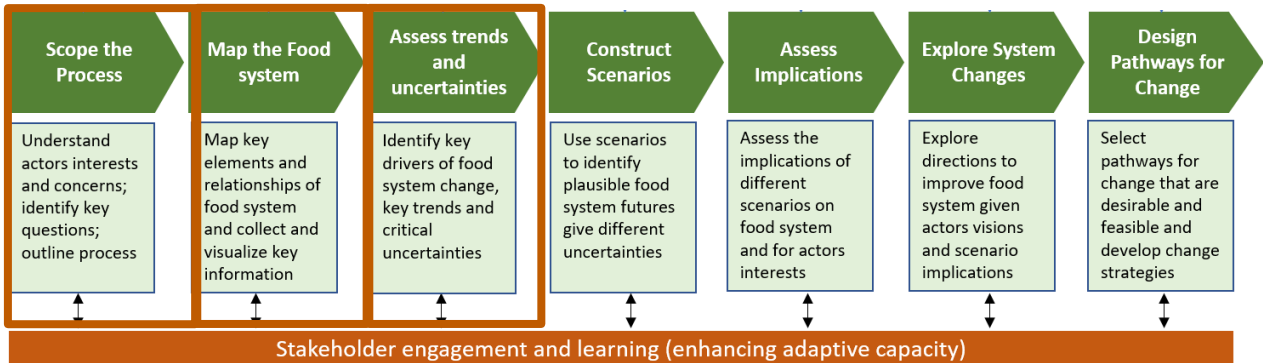 Scope the
Process
Map the Food
system
Assess trends
and
uncertainties
Construct
Scenarios
Assess
Implications
Explore System
Changes
Design
Pathways for
Change
Understand
actors interests
and concerns;
identify key
questions;
outline process
Map key
elements and
relationships of
food system
and collect and
visualize key
information
Identify key
drivers of food
system change,
key trends and
critical
uncertainties
Use scenarios
to identify
plausible food
system futures
give different
uncertainties
Assess the
implications of
different
scenarios on
food system
and for actors
interests
Explore
directions to
improve food
system given
actors visions
and scenario
implications
Select
pathways for
change that are
desirable and
feasible and
develop change
strategies
Stakeholder engagement and learning (enhancing adaptive capacity)